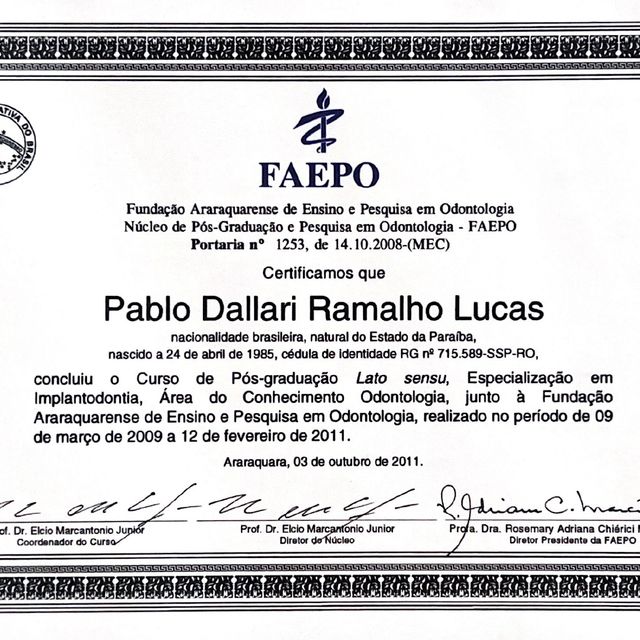 ATIVA DO BRASIL
FAEPO
Fundação Araraquarense de Ensino e Pesquisa em Odontologia
Núcleo de Pós-Graduação e Pesquisa em Odontologia - FAEPO
Portaria nº 1253, de 14.10.2008-(MEC)
Certificamos que
Pablo Dallari Ramalho Lucas
nacionalidade brasileira, natural do Estado da Paraíba,
nascido a 24 de abril de 1985, cédula de identidade RG nº 715.589-SSP-RO,
concluiu o Curso de Pós-graduação Lato sensu, Especialização em
Implantodontia, Área do Conhecimento Odontologia, junto à Fundação
Araraquarense de Ensino e Pesquisa em Odontologia, realizado no período de 09
de março de 2009 a 12 de fevereiro de 2011.
Araraquara, 03 de outubro de 2011.
of. Dr. Elcio Marcantonio Junior
Coordenador do Curso
Prof. Dr. Elcio Marcantonio Junior
Diretor do Núcleo
Profa. Dra. Rosemary Adriana Chiérici
Diretor Presidente da FAEPO